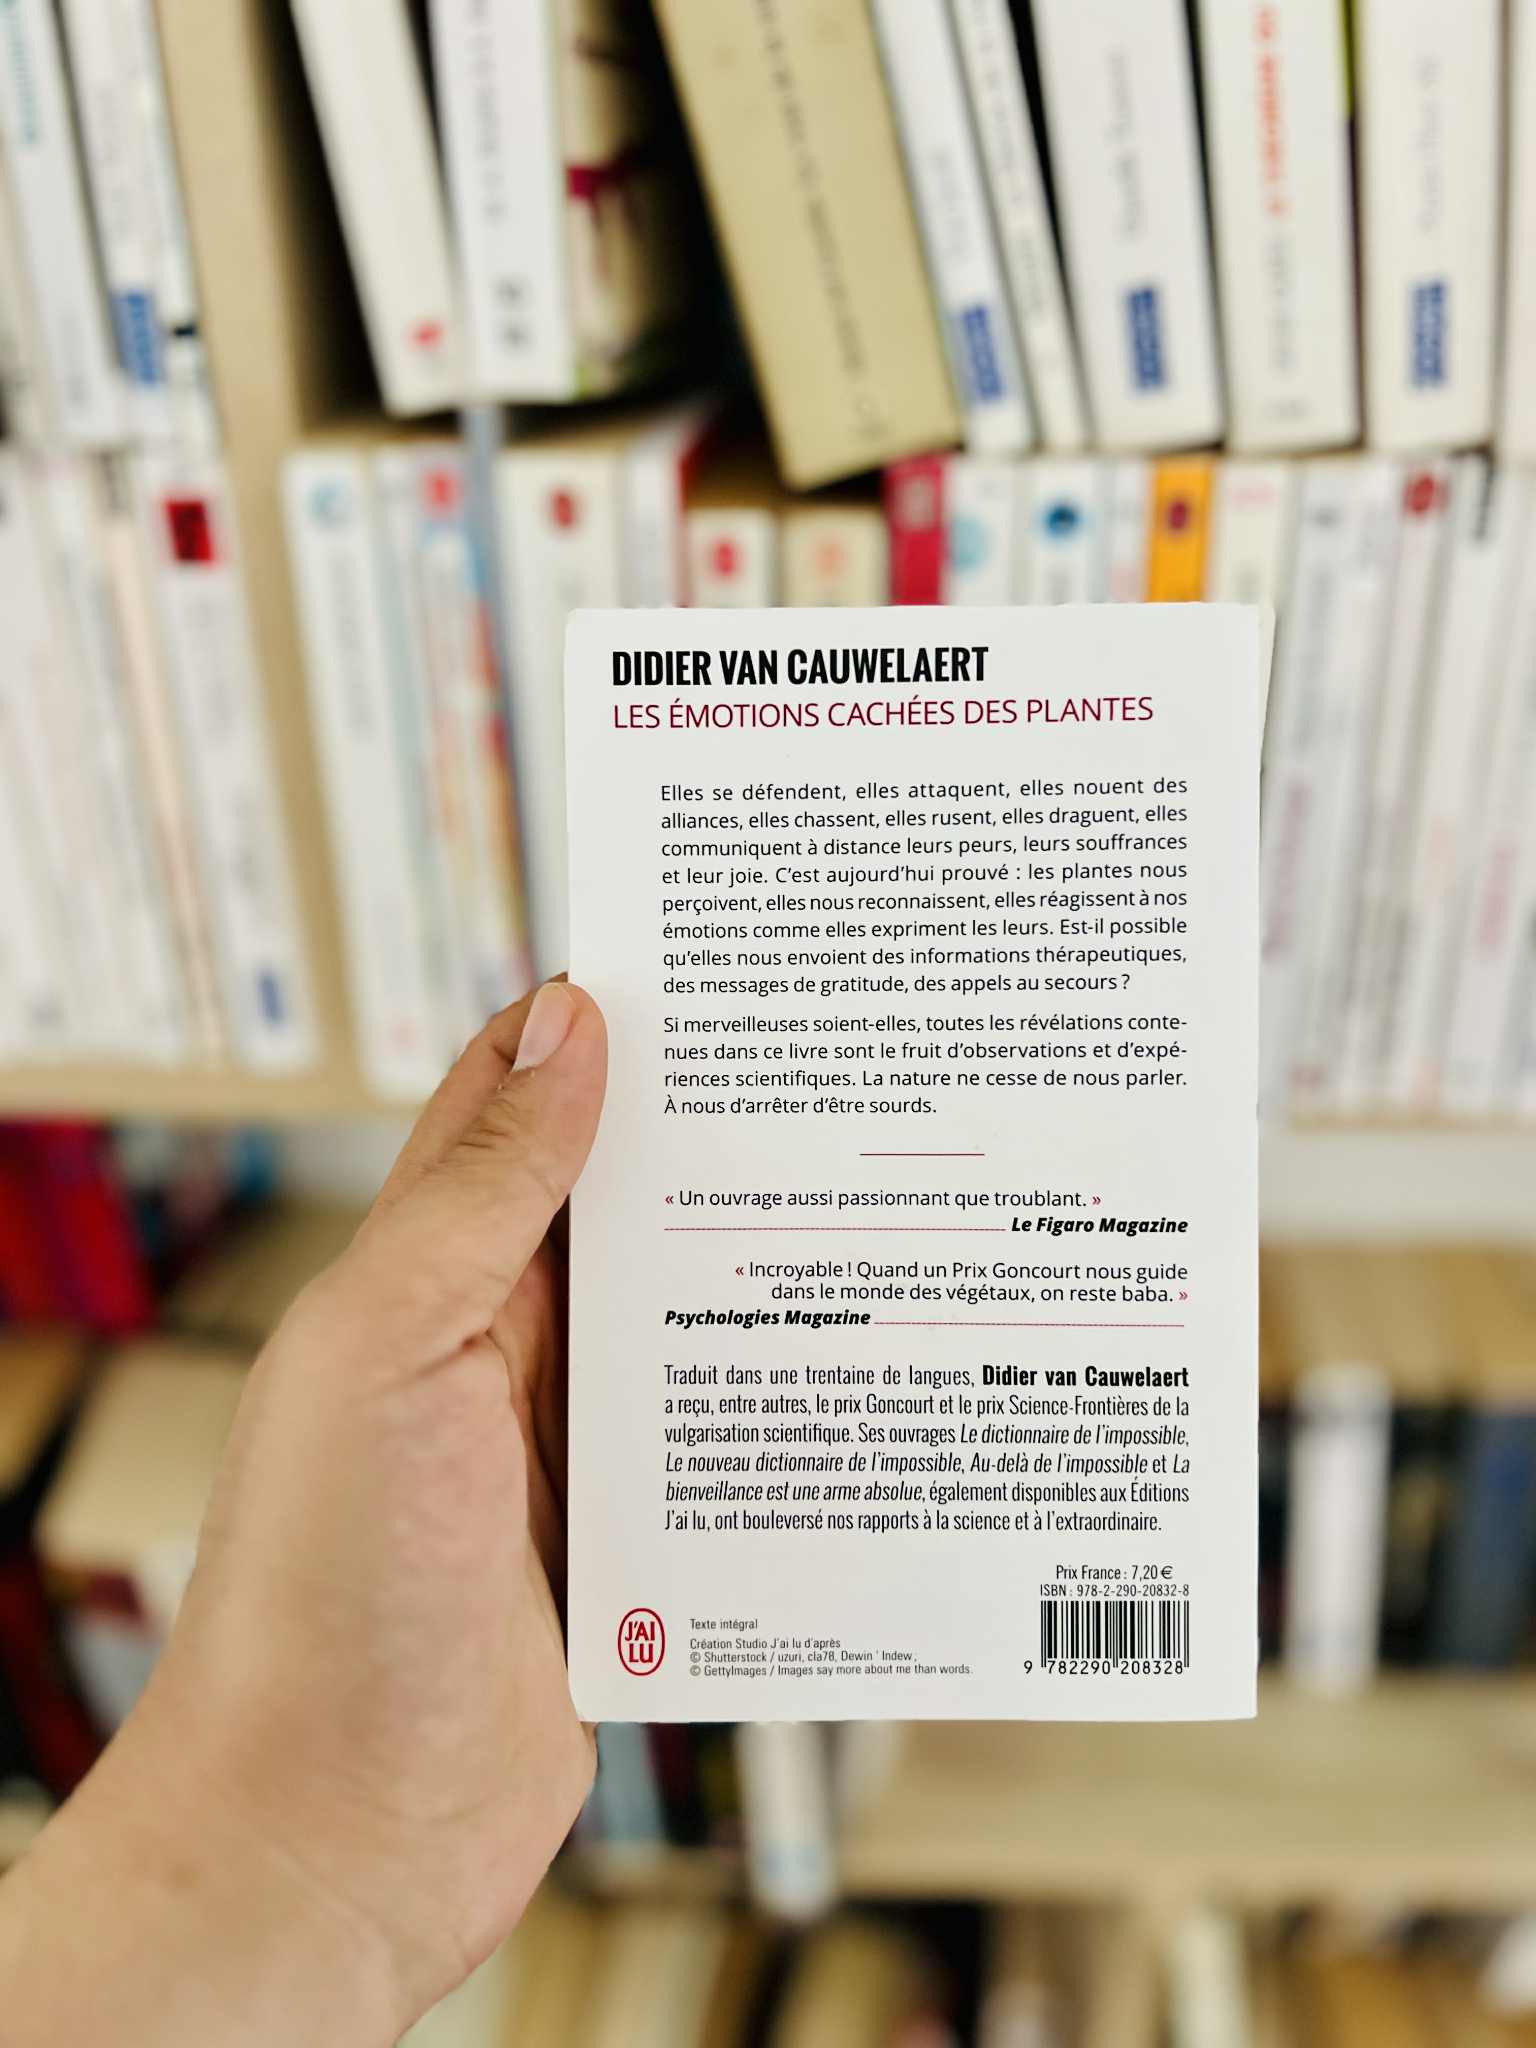 DIDIER VAN CAUWELAERT
LES ÉMOTIONS CACHÉES DES PLANTES
Elles se défendent, elles attaquent, elles nouent des
alliances, elles chassent, elles rusent, elles draguent, elles
communiquent à distance leurs peurs, leurs souffrances
et leur joie. C'est aujourd'hui prouvé : les plantes nous
perçoivent, elles nous reconnaissent, elles réagissent à nos
émotions comme elles expriment les leurs. Est-il possible
qu'elles nous envoient des informations thérapeutiques,
des messages de gratitude, des appels au secours ?
Si merveilleuses soient-elles, toutes les révélations conte-
nues dans ce livre sont le fruit d'observations et d'expé-
riences scientifiques. La nature ne cesse de nous parler.
À nous d'arrêter d'être sourds.
« Un ouvrage aussi passionnant que troublant. »
Le Figaro Magazine
« Incroyable ! Quand un Prix Goncourt nous guide
dans le monde des végétaux, on reste baba. »
Psychologies Magazine
Traduit dans une trentaine de langues, Didier van Cauwelaert
a reçu, entre autres, le prix Goncourt et le prix Science-Frontières de la
vulgarisation scientifique. Ses ouvrages Le dictionnaire de l'impossible,
Le nouveau dictionnaire de l'impossible, Au-delà de l'impossible et La
bienveillance est une arme absolue, également disponibles aux Éditions
J'ai lu, ont bouleversé nos rapports à la science et à l'extraordinaire.
Prix France : 7,20 €
ISBN : 978-2-290-20832-8
J'AI
LU
Texte intégral
Création Studio J'ai lu d'après
© Shutterstock / uzuri, cla78, Dewin ' Indew ;
© GettyImages / Images say more about me than words.
9 782290 208328